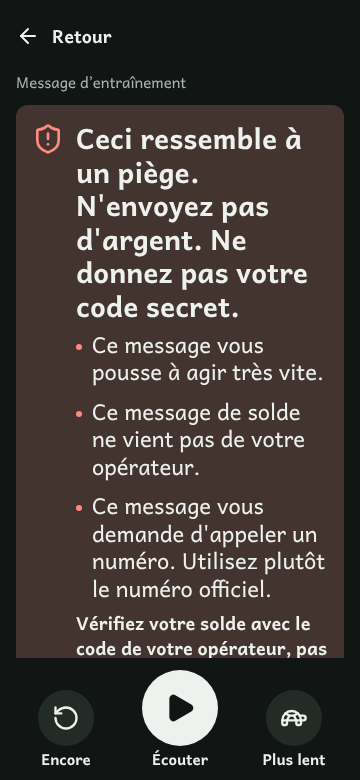 Retour
Message d’entraînement
Ceci ressemble à
un piège.
N'envoyez pas
d'argent. Ne
donnez pas votre
code secret.
Ce message vous
pousse à agir très vite.
Ce message de solde
ne vient pas de votre
opérateur.
Ce message vous
demande d'appeler un
numéro. Utilisez plutôt
le numéro officiel.
Vérifiez votre solde avec le
code de votre opérateur, pas
Encore
Écouter
Plus lent